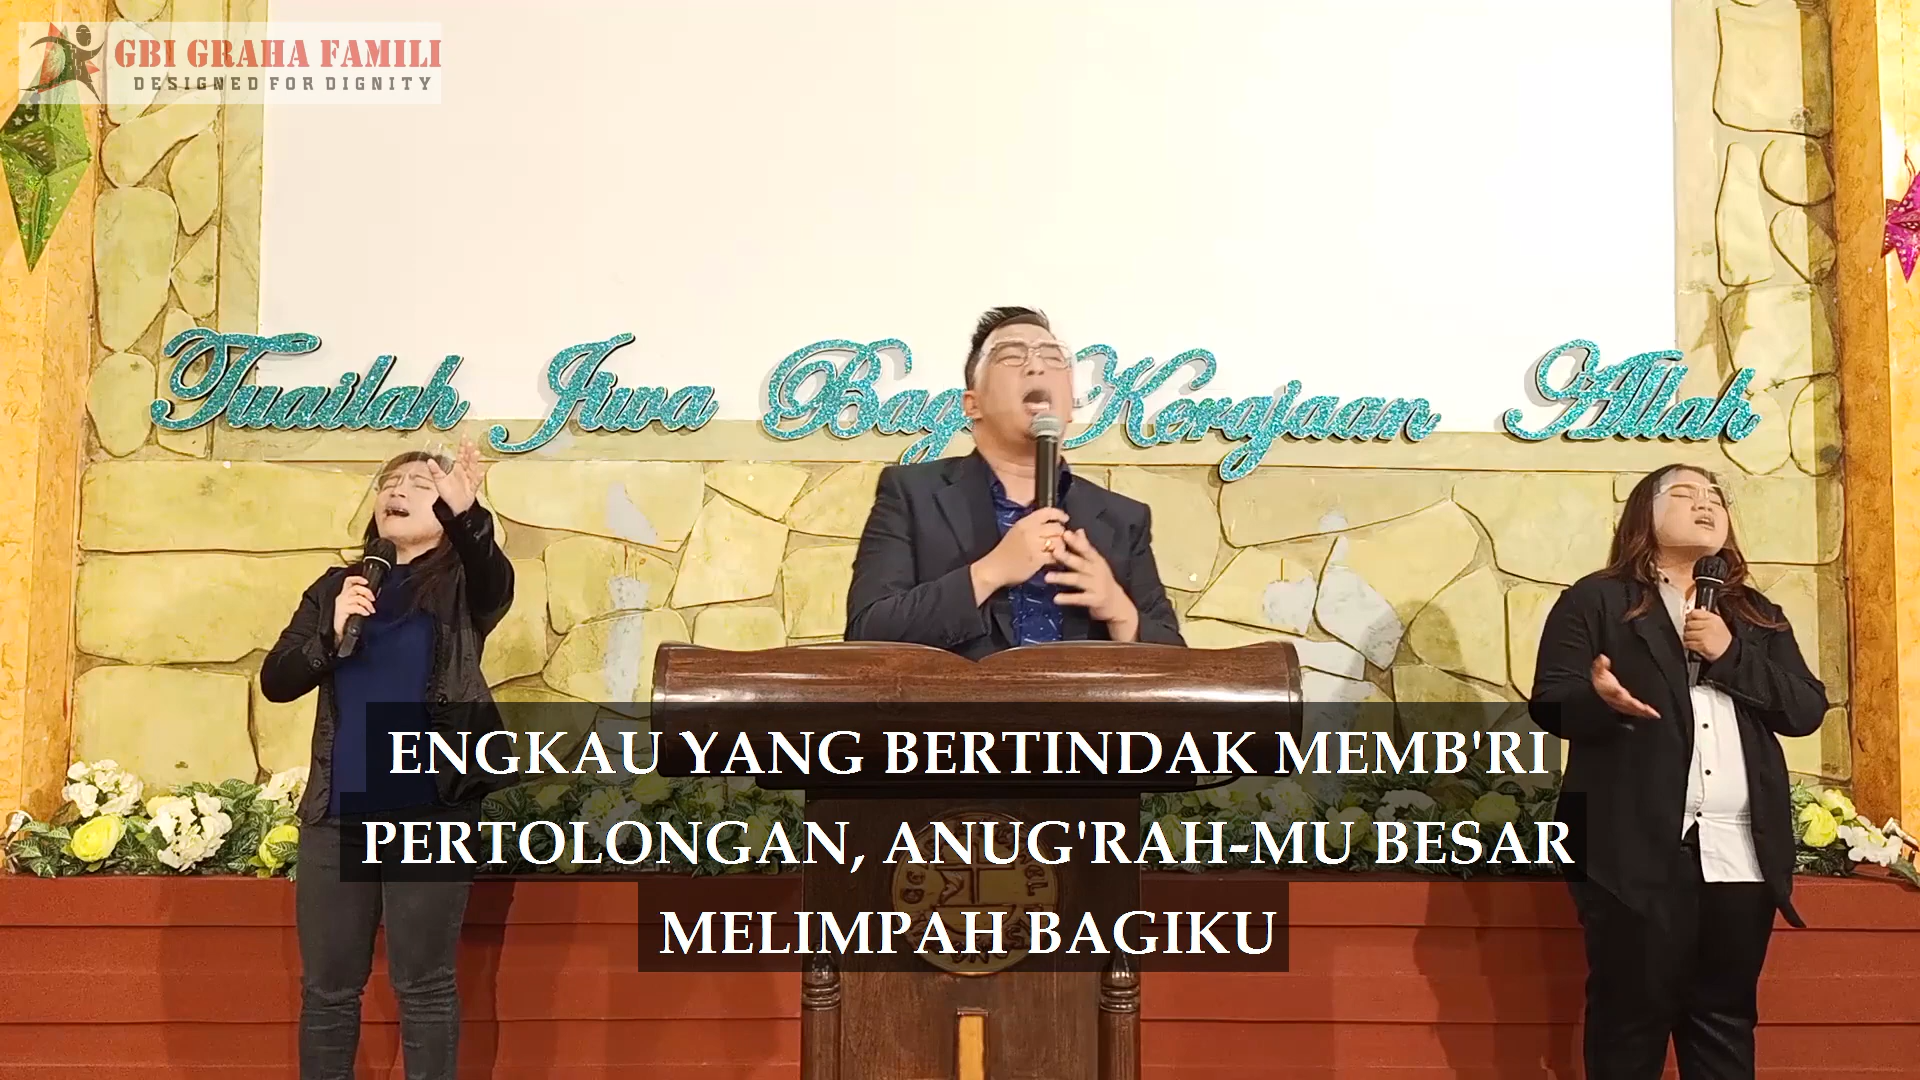 GBI GRAHA FAMILI
DESIGNED FOR DIGNITY
Tuailah Jiwa Bagi Kerajaan Allah
ENGKAU YANG BERTINDAK MEMB'RI
PERTOLONGAN, ANUG'RAH-MU BESAR
MELIMPAH BAGIKU